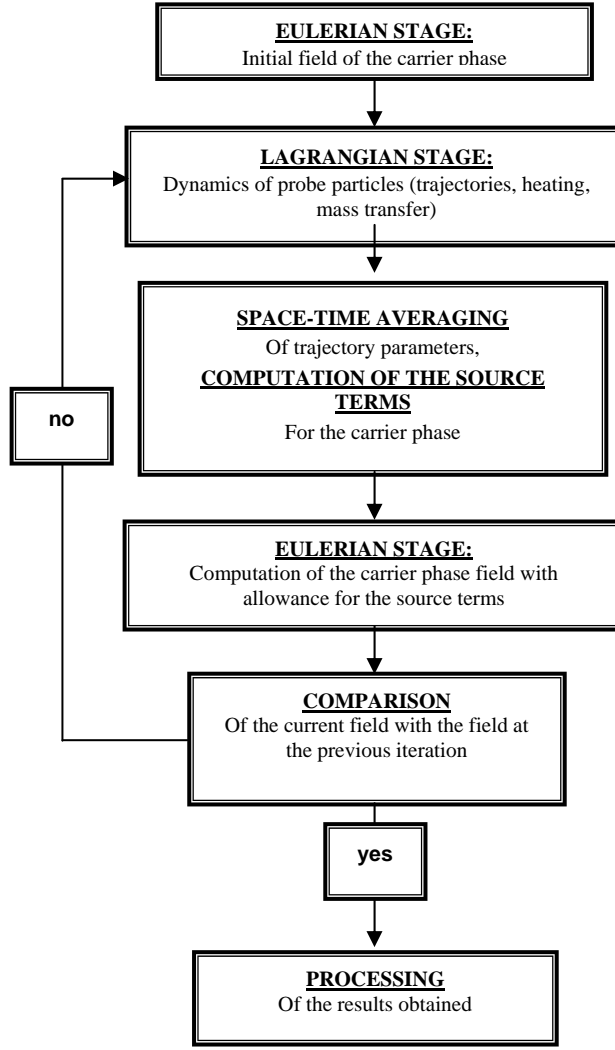 EULERIAN STAGE:
Initial field of the carrier phase
LAGRANGIAN STAGE:
Dynamics of probe particles (trajectories, heating,
mass transfer)
SPACE-TIME AVERAGING
Of trajectory parameters,
COMPUTATION OF THE SOURCE
TERMS
For the carrier phase
no
EULERIAN STAGE:
Computation of the carrier phase field with
allowance for the source terms
COMPARISON
Of the current field with the field at
the previous iteration
yes
PROCESSING
Of the results obtained